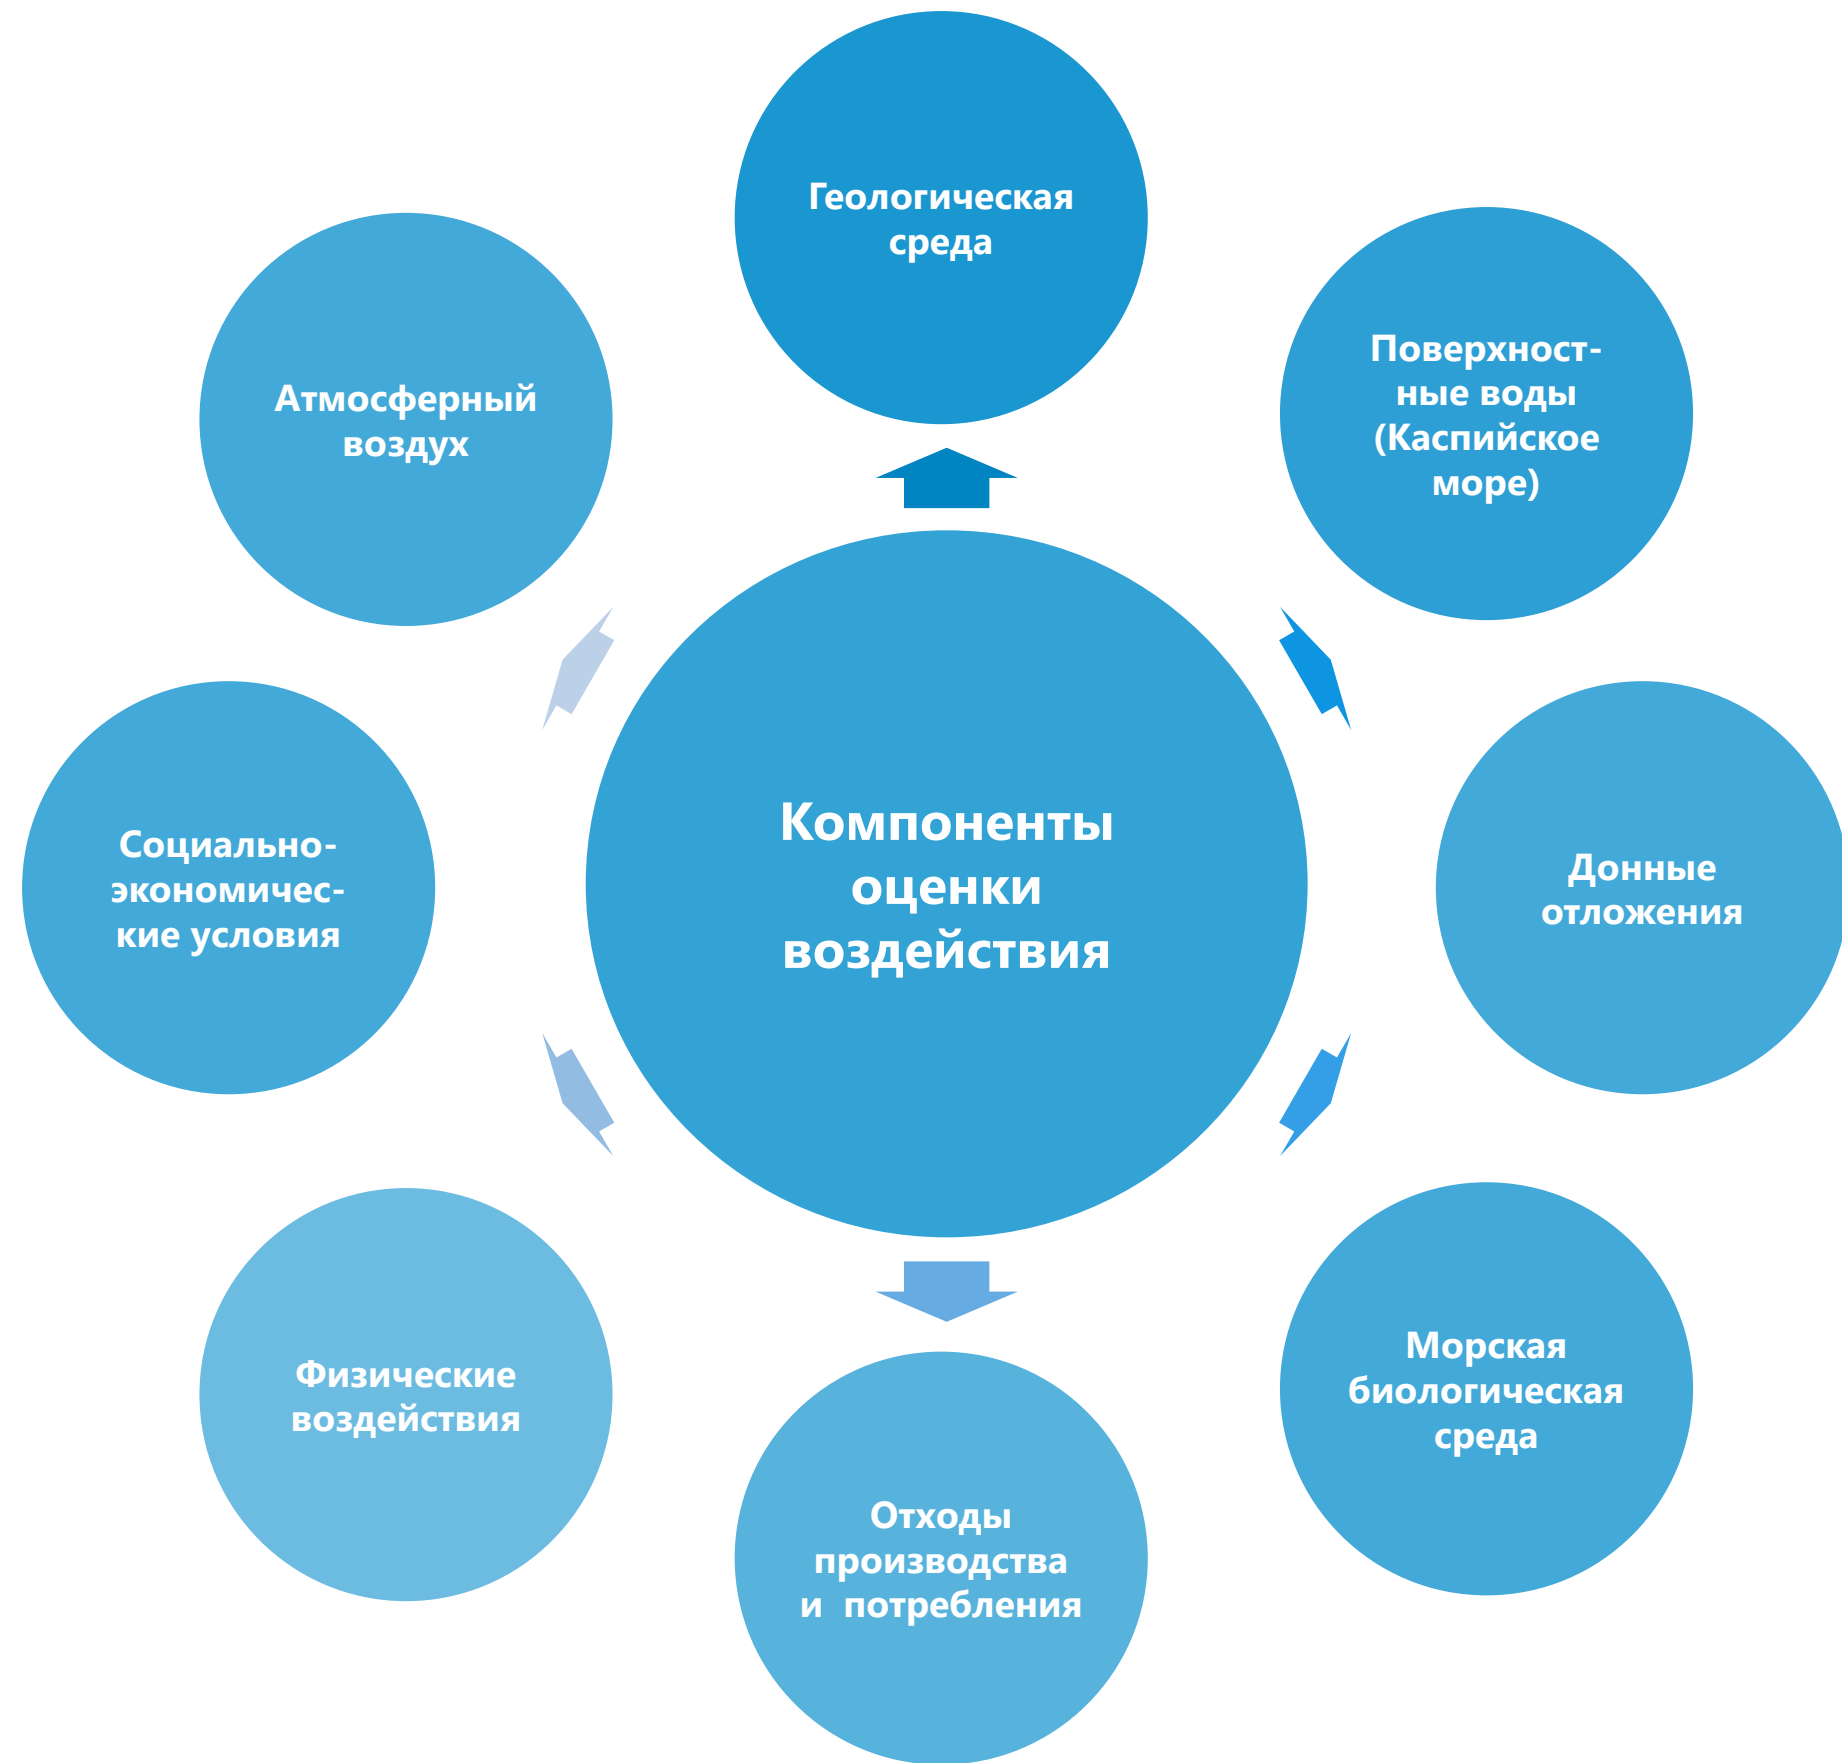 Геологическая
среда
Поверхност-
ные воды
(Каспийское
море)
Донные
отложения
Морская
биологическая
среда
Отходы
производства
и  потребления
Физические
воздействия
Социально-
экономичес-
кие условия
Атмосферный
воздух
Компоненты
оценки
воздействия